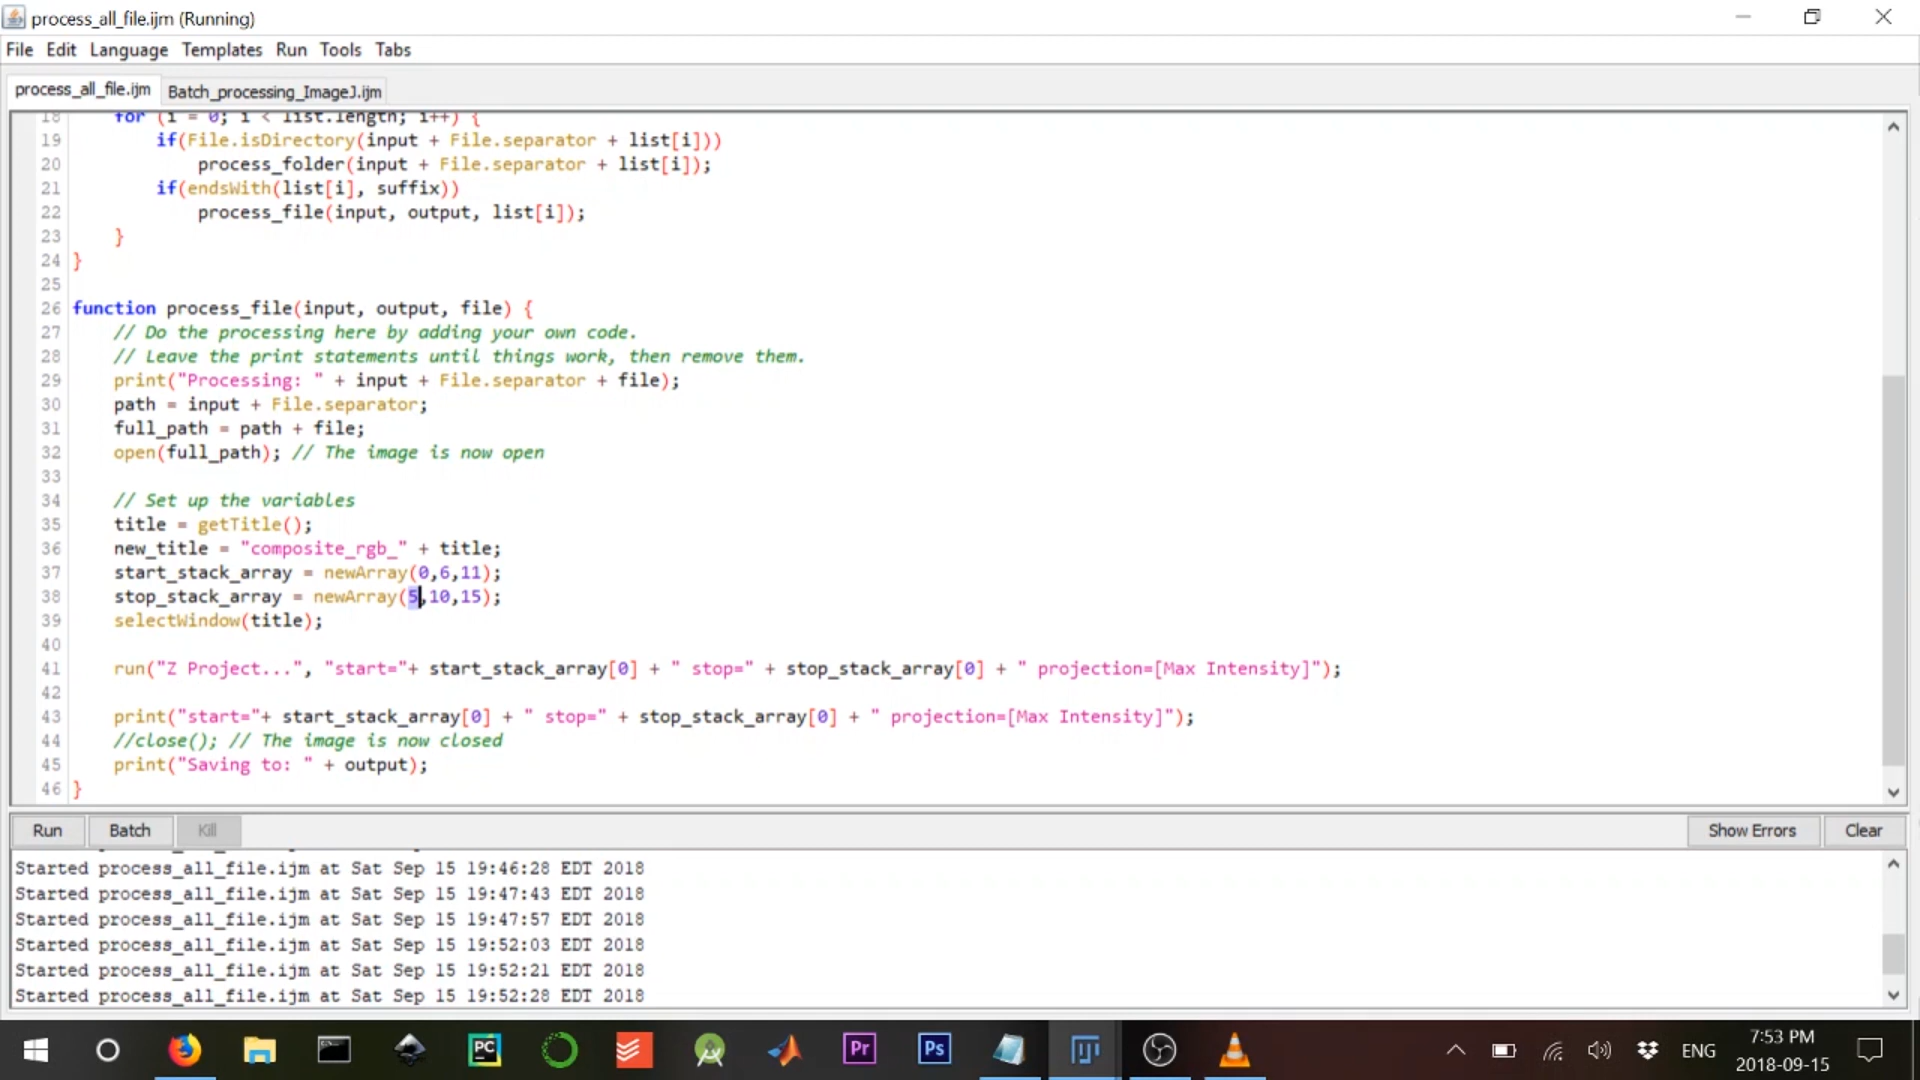 process_all_file.ijm (Running)
File Edit Language Templates Run Tools Tabs
process_all_file.ijm Batch_processing_ImageJ.ijm
18 for (i = 0; i < list.length; i++) {
19 if(File.isDirectory(input + File.separator + list[i]))
20 process_folder(input + File.separator + list[i]);
21 if(endsWith(list[i], suffix))
22 process_file(input, output, list[i]);
23 }
24 }
25
26 function process_file(input, output, file) {
27 // Do the processing here by adding your own code.
28 // Leave the print statements until things work, then remove them.
29 print("Processing: " + input + File.separator + file);
30 path = input + File.separator;
31 full_path = path + file;
32 open(full_path); // The image is now open
33
34 // Set up the variables
35 title = getTitle();
36 new_title = "composite_rgb_" + title;
37 start_stack_array = newArray(0,6,11);
38 stop_stack_array = newArray(5,10,15);
39 selectWindow(title);
40
41 run("Z Project...", "start="+ start_stack_array[0] + " stop=" + stop_stack_array[0] + " projection=[Max Intensity]");
42
43 print("start="+ start_stack_array[0] + " stop=" + stop_stack_array[0] + " projection=[Max Intensity]");
44 //close(); // The image is now closed
45 print("Saving to: " + output);
46 }
Run Batch Kill Show Errors Clear
Started process_all_file.ijm at Sat Sep 15 19:46:28 EDT 2018
Started process_all_file.ijm at Sat Sep 15 19:47:43 EDT 2018
Started process_all_file.ijm at Sat Sep 15 19:47:57 EDT 2018
Started process_all_file.ijm at Sat Sep 15 19:52:03 EDT 2018
Started process_all_file.ijm at Sat Sep 15 19:52:21 EDT 2018
Started process_all_file.ijm at Sat Sep 15 19:52:28 EDT 2018
PC Pr Ps ENG 7:53 PM
2018-09-15